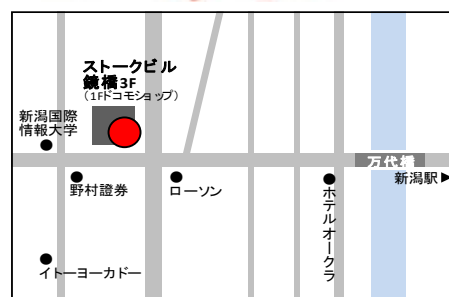 ストークビル
鏡橋3F
(1Fドコモショップ)
新潟国際
情報大学
万代橋
新潟駅▶
野村證券
ローソン
ホテルオークラ
イトーヨーカドー